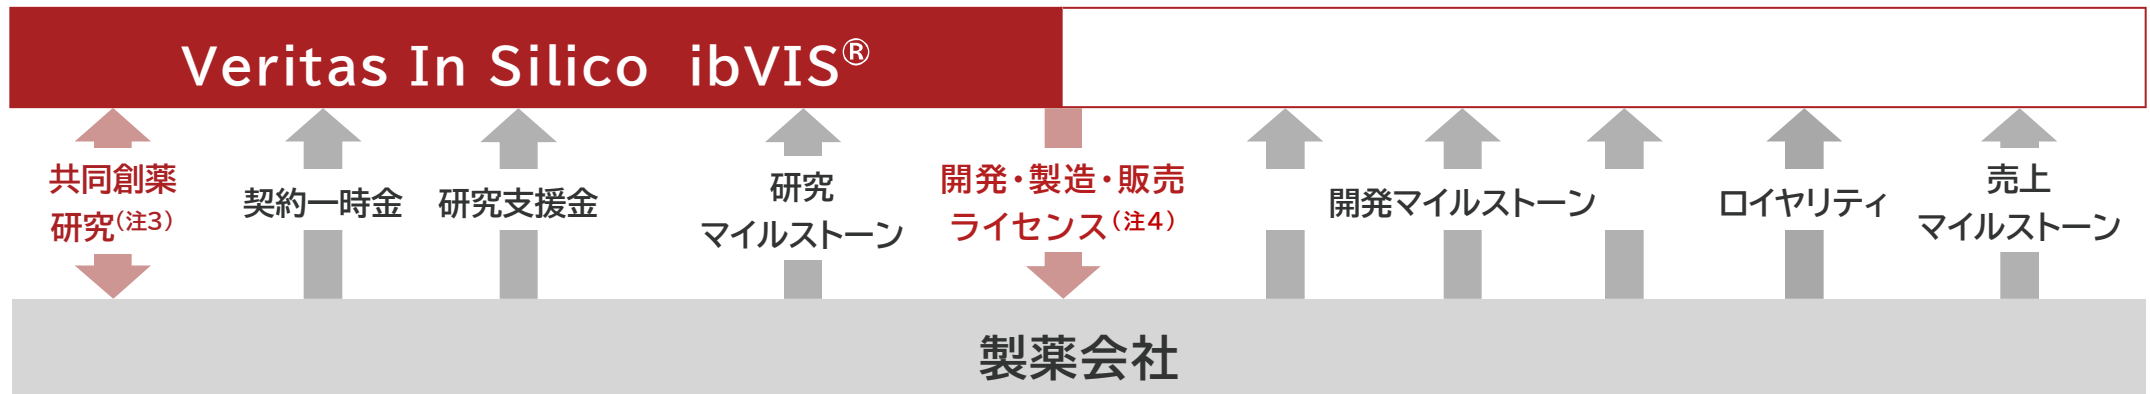 Veritas In Silico ibVIS®
共同創薬
研究(注3)
契約一時金
研究支援金
研究
マイルストーン
開発・製造・販売
ライセンス(注4)
開発マイルストーン
ロイヤリティ
売上
マイルストーン
製薬会社